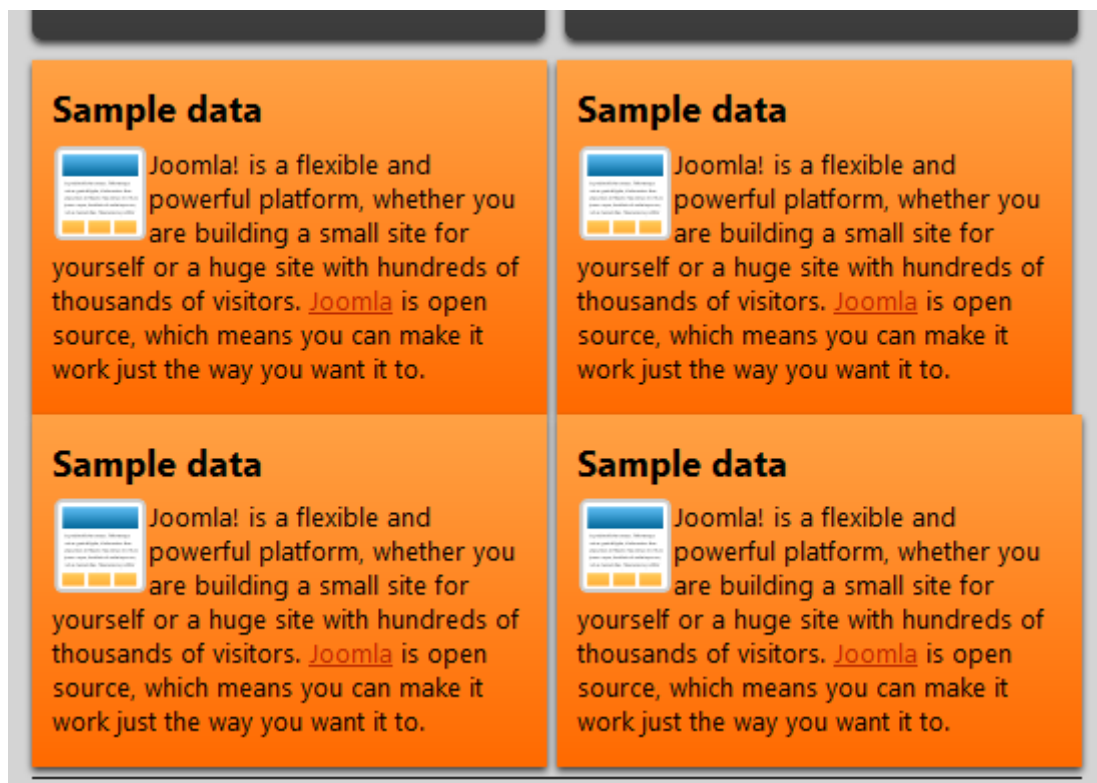 Sample data
Joomla! is a flexible and
powerful platform, whether you
are building a small site for
yourself or a huge site with hundreds of
thousands of visitors. Joomla is open
source, which means you can make it
work just the way you want it to.
Sample data
Joomla! is a flexible and
powerful platform, whether you
are building a small site for
yourself or a huge site with hundreds of
thousands of visitors. Joomla is open
source, which means you can make it
work just the way you want it to.
Sample data
Joomla! is a flexible and
powerful platform, whether you
are building a small site for
yourself or a huge site with hundreds of
thousands of visitors. Joomla is open
source, which means you can make it
work just the way you want it to.
Sample data
Joomla! is a flexible and
powerful platform, whether you
are building a small site for
yourself or a huge site with hundreds of
thousands of visitors. Joomla is open
source, which means you can make it
work just the way you want it to.